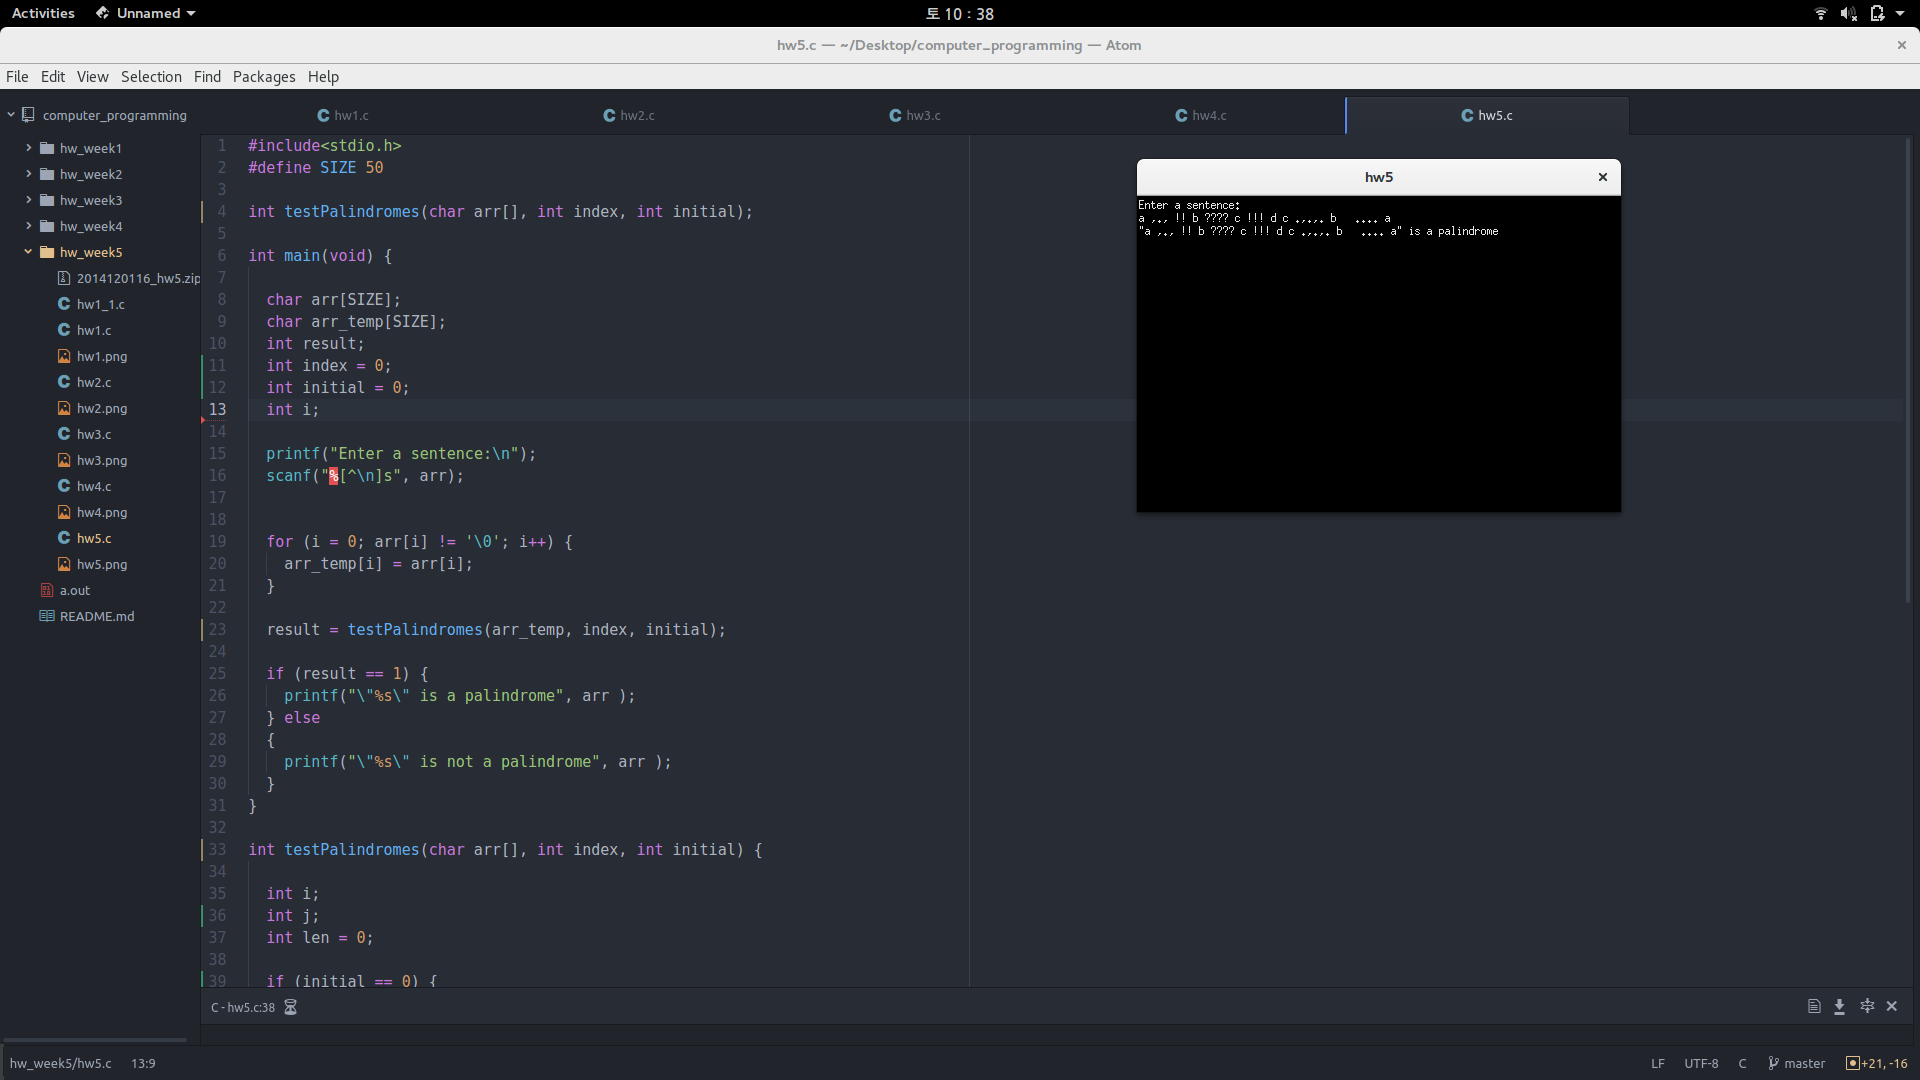 Activities Unnamed 토 10 : 38
hw5.c — ~/Desktop/computer_programming — Atom
File Edit View Selection Find Packages Help
computer_programming
hw_week1
hw_week2
hw_week3
hw_week4
hw_week5
2014120116_hw5.zip
hw1_1.c
hw1.c
hw1.png
hw2.c
hw2.png
hw3.c
hw3.png
hw4.c
hw4.png
hw5.c
hw5.png
a.out
README.md
hw1.c hw2.c hw3.c hw4.c hw5.c
1 #include<stdio.h>
2 #define SIZE 50
3
4 int testPalindromes(char arr[], int index, int initial);
5
6 int main(void) {
7
8 char arr[SIZE];
9 char arr_temp[SIZE];
10 int result;
11 int index = 0;
12 int initial = 0;
13 int i;
14
15 printf("Enter a sentence:\n");
16 scanf("%[^\n]s", arr);
17
18
19 for (i = 0; arr[i] != '\0'; i++) {
20 arr_temp[i] = arr[i];
21 }
22
23 result = testPalindromes(arr_temp, index, initial);
24
25 if (result == 1) {
26 printf("\"%s\" is a palindrome", arr );
27 } else
28 {
29 printf("\"%s\" is not a palindrome", arr );
30 }
31 }
32
33 int testPalindromes(char arr[], int index, int initial) {
34
35 int i;
36 int j;
37 int len = 0;
38
39 if (initial == 0) {
hw5
Enter a sentence:
a ,., !! b ???? c !!! d c .,.,. b   .... a
"a ,., !! b ???? c !!! d c .,.,. b   .... a" is a palindrome
C - hw5.c:38
hw_week5/hw5.c 13:9 LF UTF-8 C master +21, -16